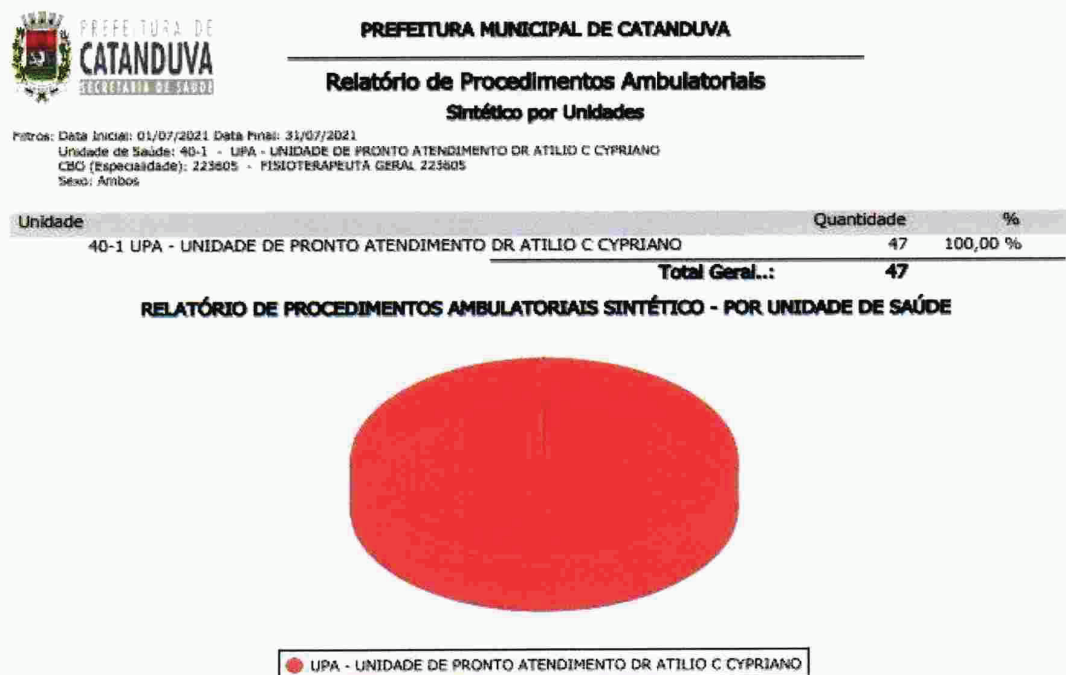 PREFEITURA DE
CATANDUVA
SECRETARIA DE SAÚDE
PREFEITURA MUNICIPAL DE CATANDUVA
Relatório de Procedimentos Ambulatoriais
Sintético por Unidades
Filtros: Data Inicial: 01/07/2021 Data Final: 31/07/2021
Unidade de Saúde: 40-1 - UPA - UNIDADE DE PRONTO ATENDIMENTO DR ATILIO C CYPRIANO
CBO (Especialidade): 223605 - FISIOTERAPEUTA GERAL 223605
Sexo: Ambos
Unidade Quantidade %
40-1 UPA - UNIDADE DE PRONTO ATENDIMENTO DR ATILIO C CYPRIANO 47 100,00 %
Total Geral..: 47
RELATÓRIO DE PROCEDIMENTOS AMBULATORIAIS SINTÉTICO - POR UNIDADE DE SAÚDE
UPA - UNIDADE DE PRONTO ATENDIMENTO DR ATILIO C CYPRIANO